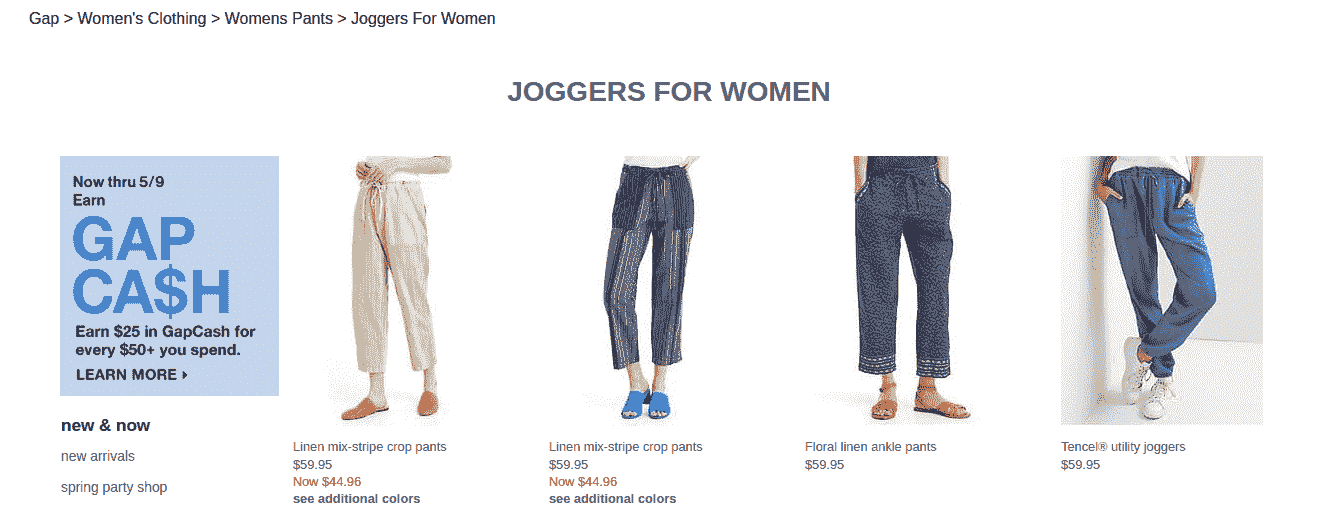 Gap > Women's Clothing > Womens Pants > Joggers For Women
JOGGERS FOR WOMEN
Now thru 5/9
Earn
GAP
CA$H
Earn $25 in GapCash for
every $50+ you spend.
LEARN MORE
new & now
new arrivals
spring party shop
Linen mix-stripe crop pants
$59.95
Now $44.96
see additional colors
Linen mix-stripe crop pants
$59.95
Now $44.96
see additional colors
Floral linen ankle pants
$59.95
Tencel® utility joggers
$59.95